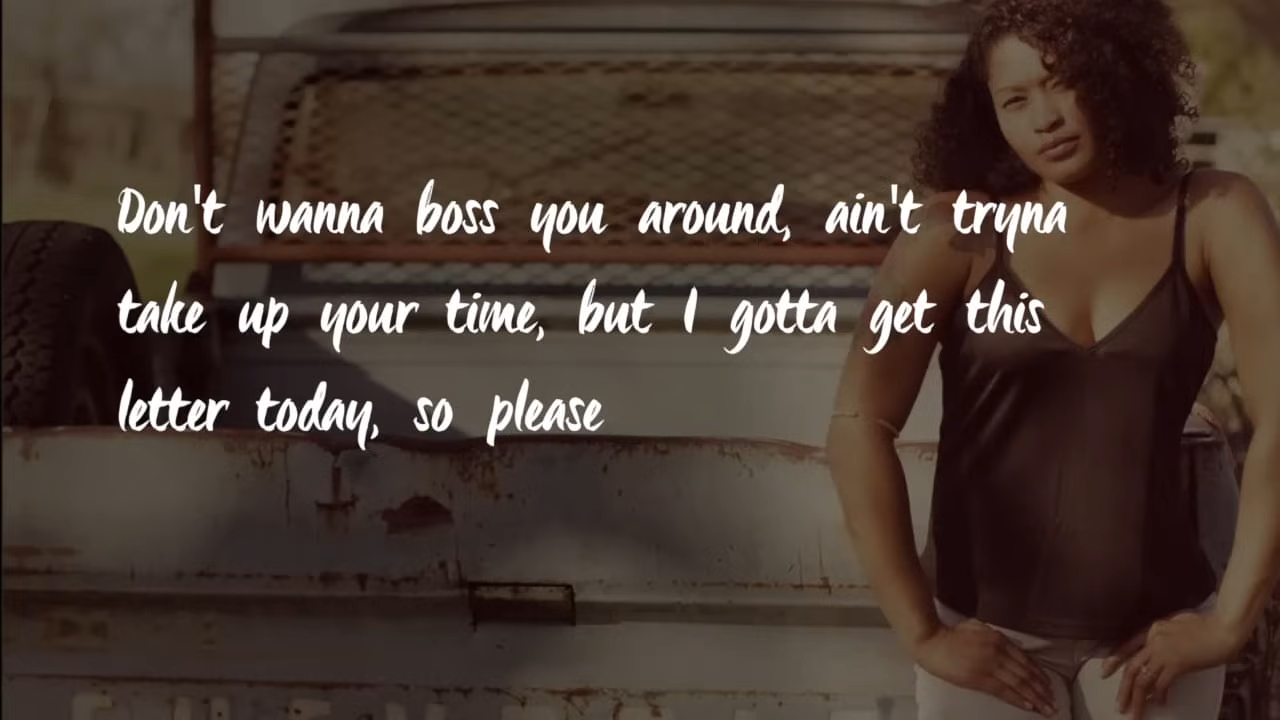 Don't wanna boss you around, ain't tryna
take up your time, but I gotta get this
letter today, so please